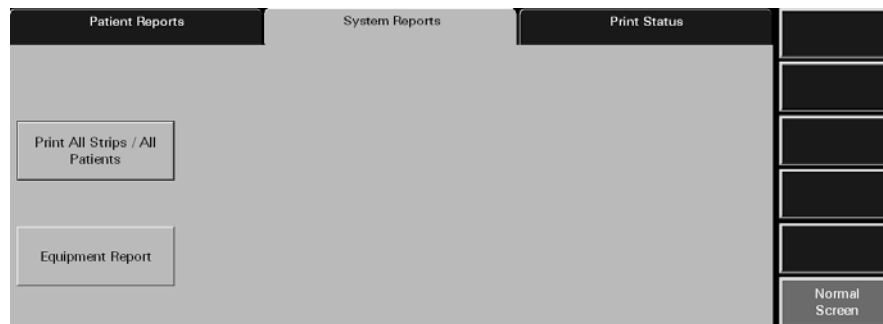 Patient Reports
System Reports
Print Status
Print All Strips / All
Patients
Equipment Report
Normal
Screen